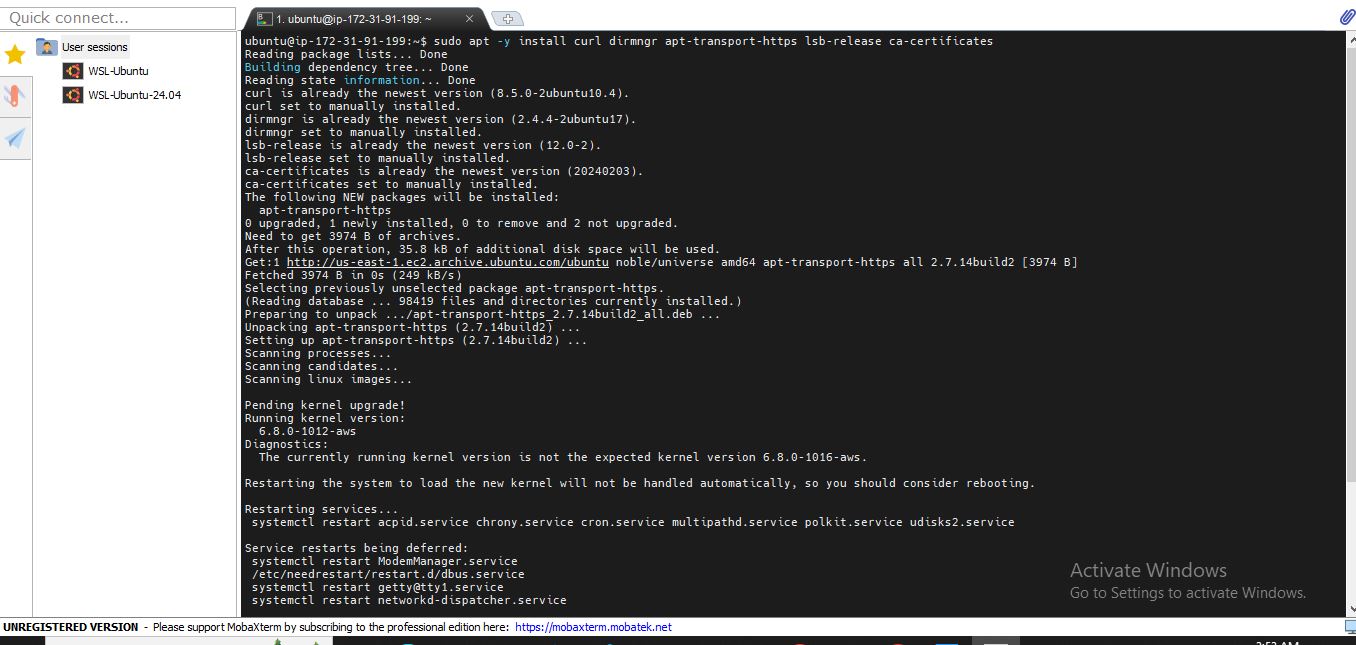 Quick connect...
1. ubuntu@ip-172-31-91-199: ~
User sessions
WSL-Ubuntu
WSL-Ubuntu-24.04
ubuntu@ip-172-31-91-199:~$ sudo apt -y install curl dirmngr apt-transport-https lsb-release ca-certificates
Reading package lists... Done
Building dependency tree... Done
Reading state information... Done
curl is already the newest version (8.5.0-2ubuntu10.4).
curl set to manually installed.
dirmngr is already the newest version (2.4.4-2ubuntu17).
dirmngr set to manually installed.
lsb-release is already the newest version (12.0-2).
lsb-release set to manually installed.
ca-certificates is already the newest version (20240203).
ca-certificates set to manually installed.
The following NEW packages will be installed:
  apt-transport-https
0 upgraded, 1 newly installed, 0 to remove and 2 not upgraded.
Need to get 3974 B of archives.
After this operation, 35.8 kB of additional disk space will be used.
Get:1 http://us-east-1.ec2.archive.ubuntu.com/ubuntu noble/universe amd64 apt-transport-https all 2.7.14build2 [3974 B]
Fetched 3974 B in 0s (249 kB/s)
Selecting previously unselected package apt-transport-https.
(Reading database ... 98419 files and directories currently installed.)
Preparing to unpack .../apt-transport-https_2.7.14build2_all.deb ...
Unpacking apt-transport-https (2.7.14build2) ...
Setting up apt-transport-https (2.7.14build2) ...
Scanning processes...
Scanning candidates...
Scanning linux images...
Pending kernel upgrade!
Running kernel version:
  6.8.0-1012-aws
Diagnostics:
  The currently running kernel version is not the expected kernel version 6.8.0-1016-aws.
Restarting the system to load the new kernel will not be handled automatically, so you should consider rebooting.
Restarting services...
 systemctl restart acpid.service chrony.service cron.service multipathd.service polkit.service udisks2.service
Service restarts being deferred:
 systemctl restart ModemManager.service
 /etc/needrestart/restart.d/dbus.service
 systemctl restart getty@tty1.service
 systemctl restart networkd-dispatcher.service
Activate Windows
Go to Settings to activate Windows.
UNREGISTERED VERSION - Please support MobaXterm by subscribing to the professional edition here: https://mobaxterm.mobatek.net